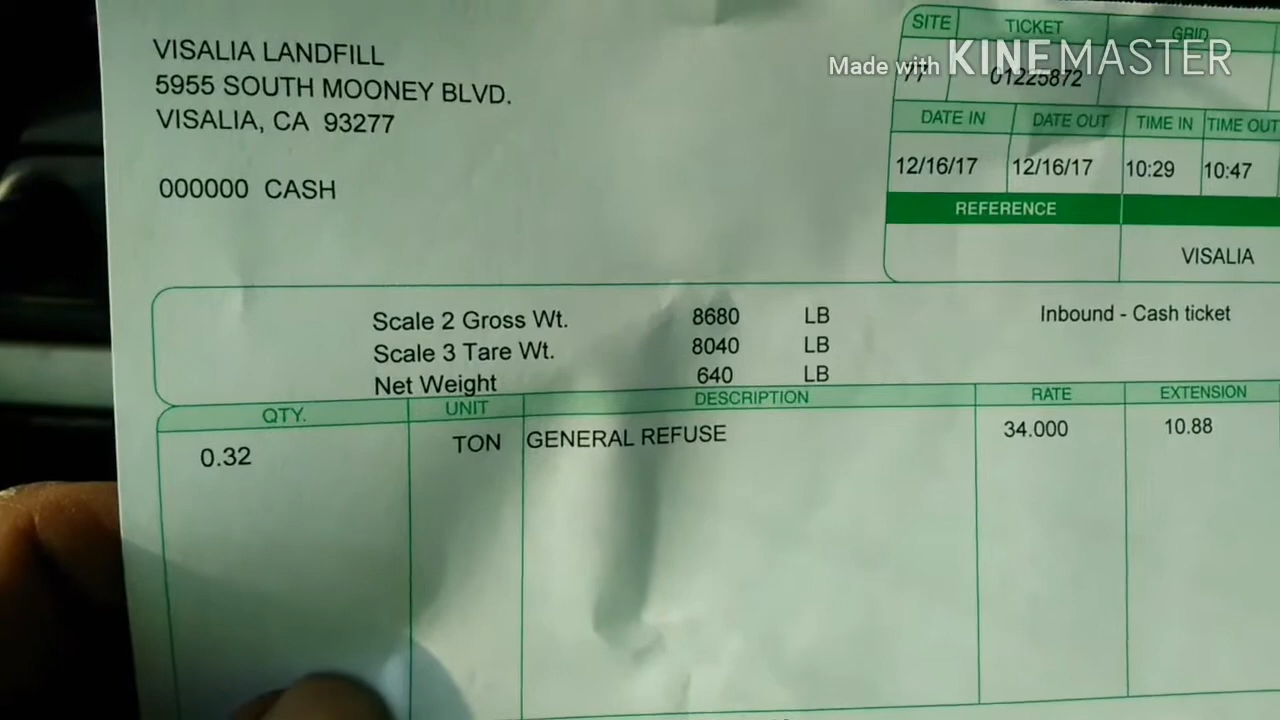 VISALIA LANDFILL
5955 SOUTH MOONEY BLVD.
VISALIA, CA 93277
000000 CASH
SITE TICKET GRID
Made with KINEMASTER
77 01225872
DATE IN DATE OUT TIME IN TIME OUT
12/16/17 12/16/17 10:29 10:47
REFERENCE
VISALIA
Scale 2 Gross Wt. 8680 LB Inbound - Cash ticket
Scale 3 Tare Wt. 8040 LB
Net Weight 640 LB
QTY. UNIT DESCRIPTION RATE EXTENSION
0.32 TON GENERAL REFUSE 34.000 10.88